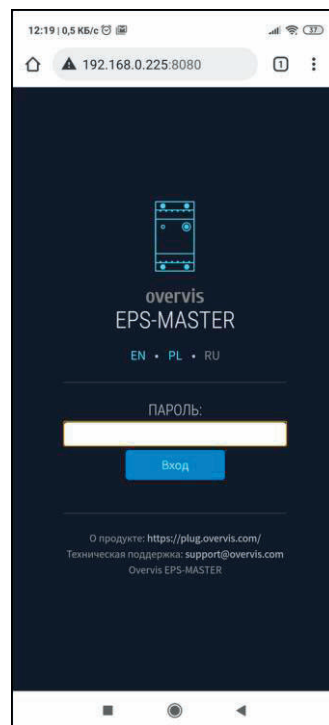 12:19 | 0,5 КБ/с
37
192.168.0.225:8080
1
overvis
EPS-MASTER
EN • PL • RU
ПАРОЛЬ:
Вход
О продукте: https://plug.overvis.com/
Техническая поддержка: support@overvis.com
Overvis EPS-MASTER